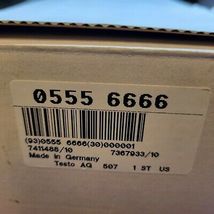 0555 6666
(93)0555 6666(30)000001
7411485/10 7367933/10
Made in Germany
Testo AG 507 1 ST US